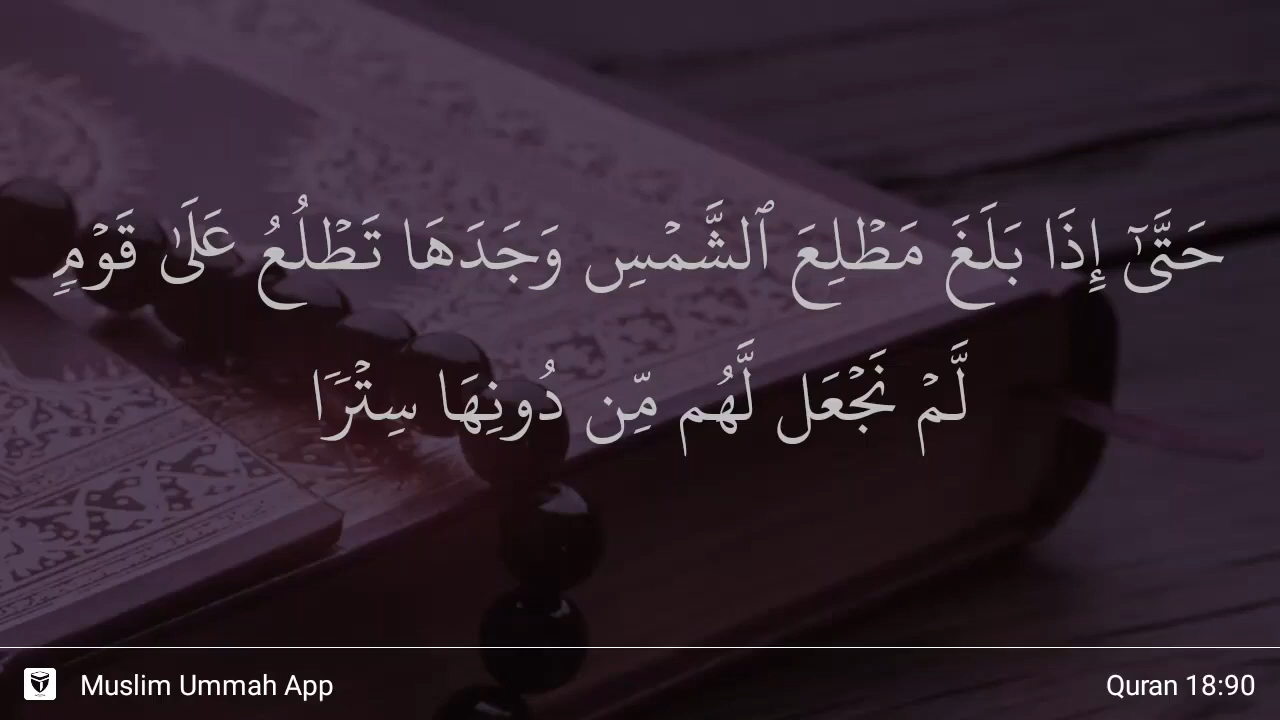 حَتَّىٰٓ إِذَا بَلَغَ مَطْلِعَ ٱلشَّمْسِ وَجَدَهَا تَطْلُعُ عَلَىٰ قَوْمٍ
لَّمْ نَجْعَل لَّهُم مِّن دُونِهَا سِتْرًا
Muslim Ummah App
Quran 18:90